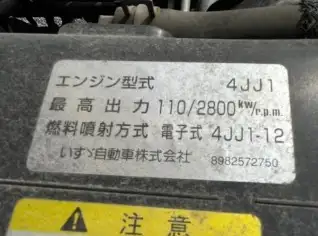 エンジン型式 4JJ1
最高出力 110/2800 kW/r.p.m.
燃料噴射方式 電子式 4JJ1-12
いすゞ自動車株式会社 8982572750
注意